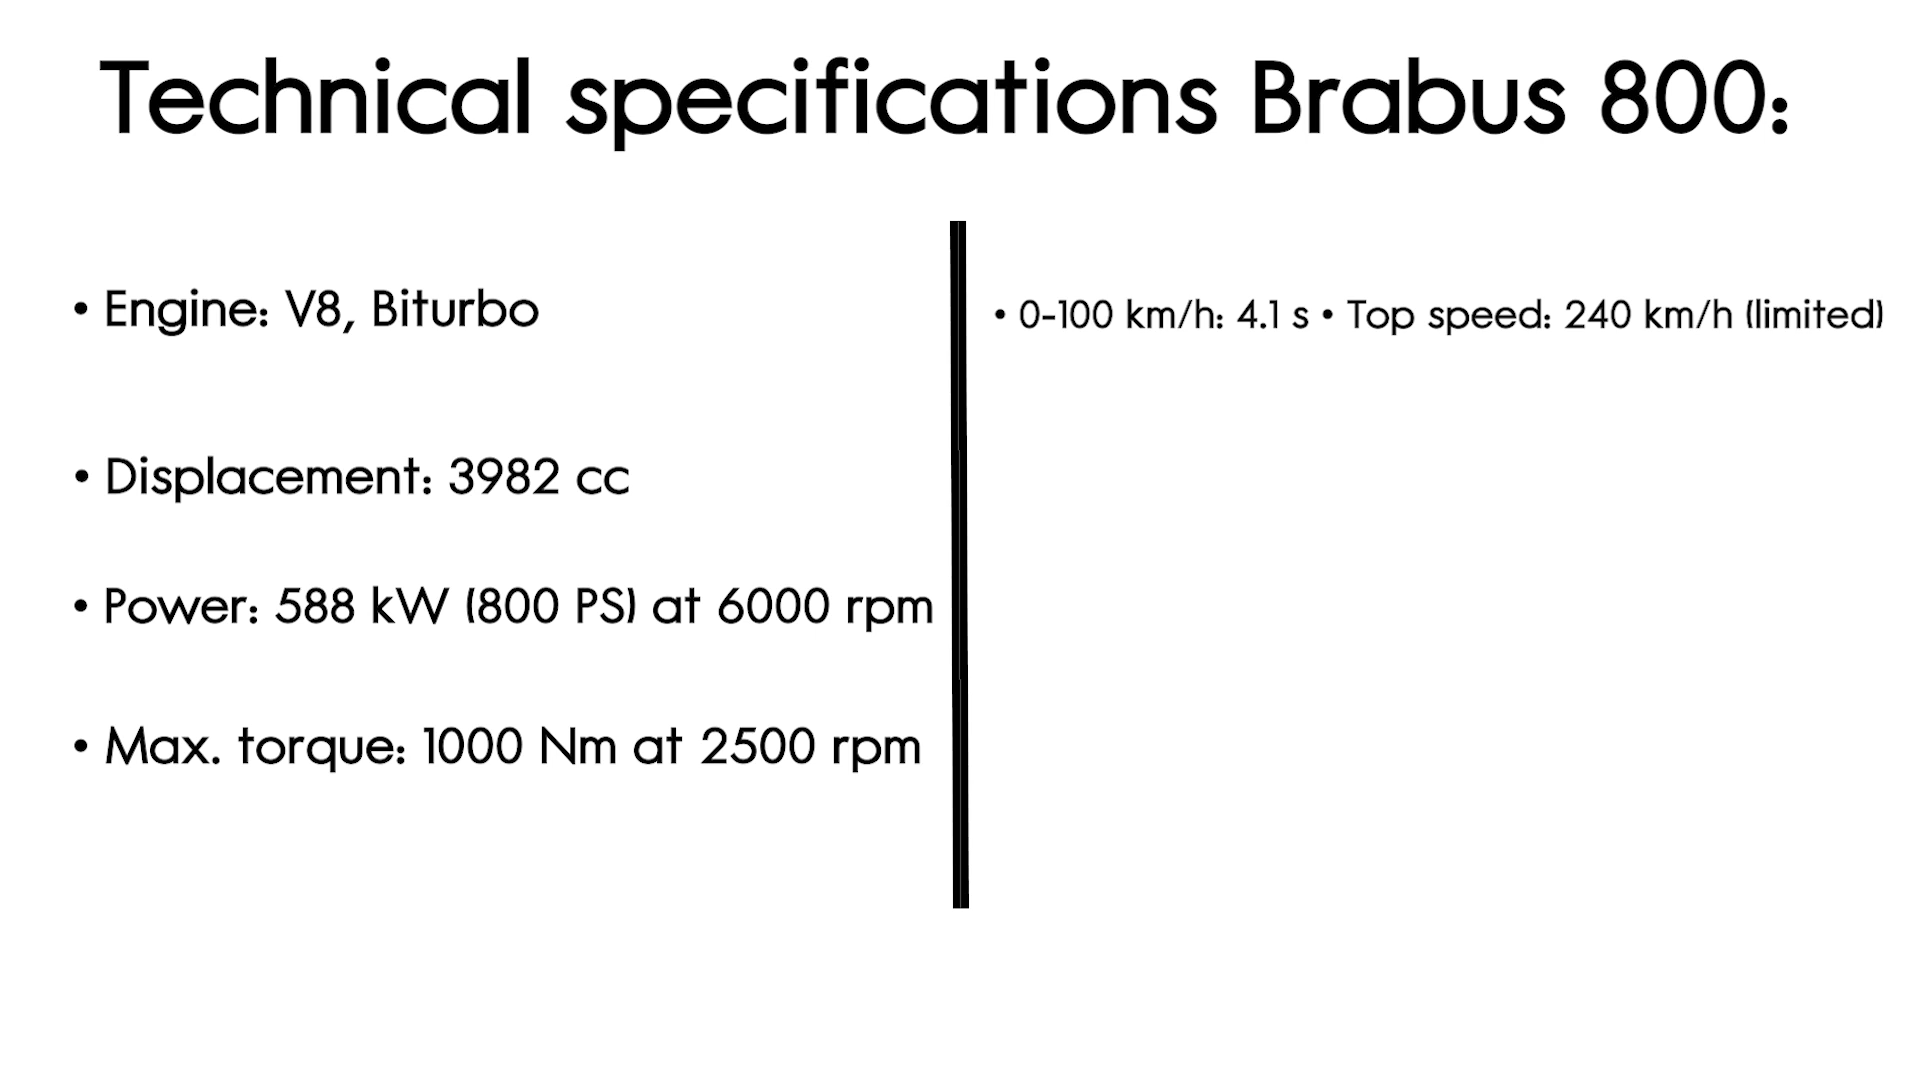 Technical specifications Brabus 800:
• Engine: V8, Biturbo
• Displacement: 3982 cc
• Power: 588 kW (800 PS) at 6000 rpm
• Max. torque: 1000 Nm at 2500 rpm
• 0-100 km/h: 4.1 s • Top speed: 240 km/h (limited)